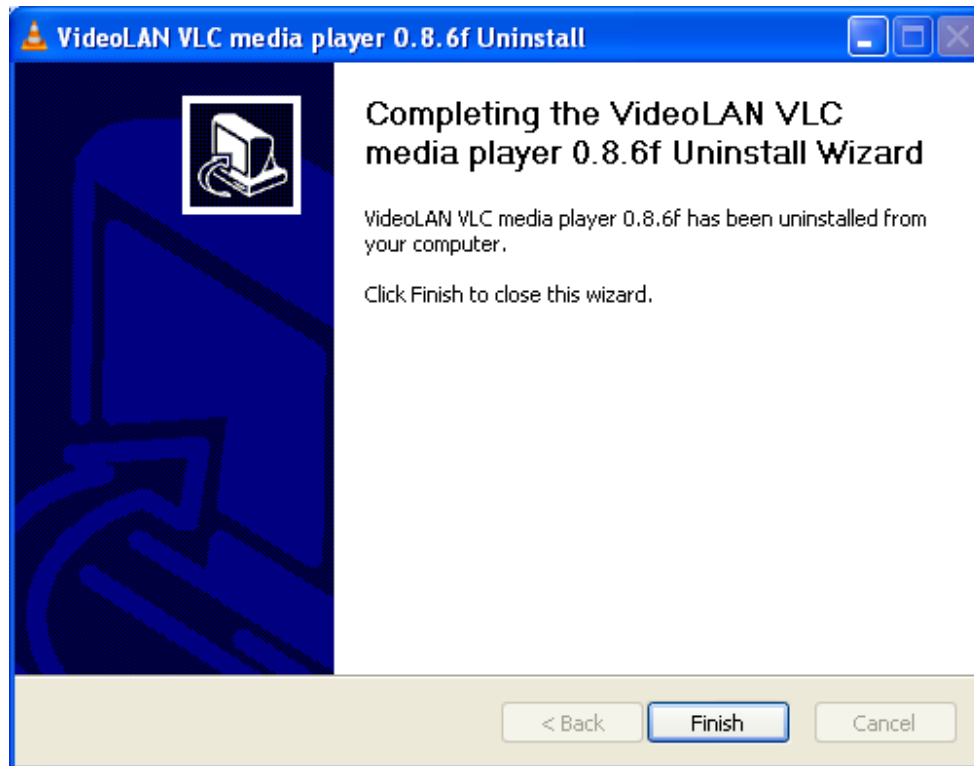 VideoLAN VLC media player 0.8.6f Uninstall
Completing the VideoLAN VLC
media player 0.8.6f Uninstall Wizard
VideoLAN VLC media player 0.8.6f has been uninstalled from
your computer.
Click Finish to close this wizard.
< Back Finish Cancel